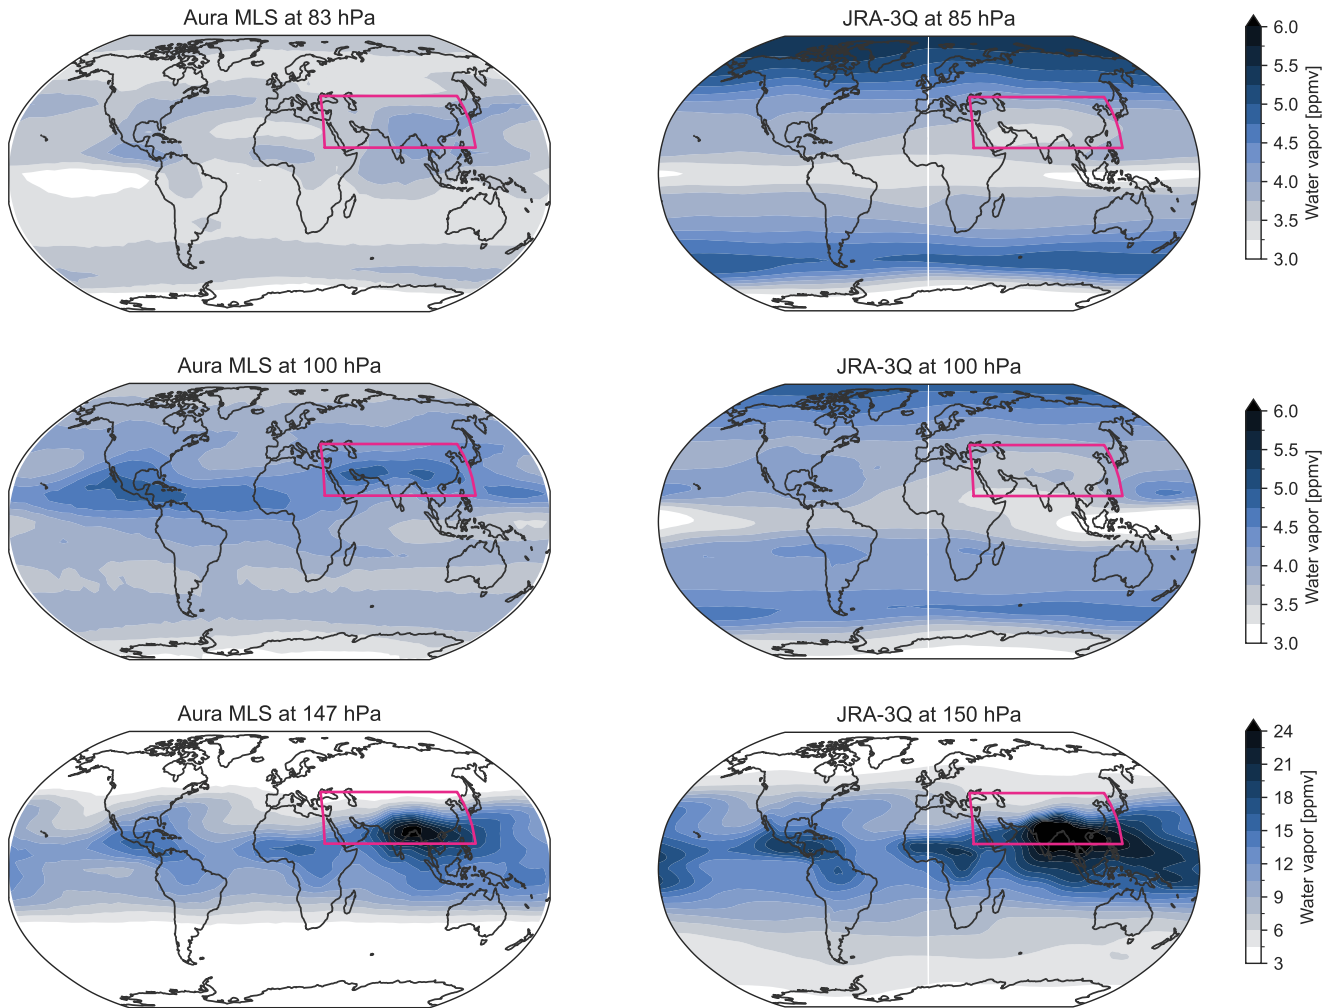 Aura MLS at 83 hPa
JRA-3Q at 85 hPa
6.0
5.5
5.0
4.5
4.0
3.5
3.0
Water vapor [ppmv]
Aura MLS at 100 hPa
JRA-3Q at 100 hPa
6.0
5.5
5.0
4.5
4.0
3.5
3.0
Water vapor [ppmv]
Aura MLS at 147 hPa
JRA-3Q at 150 hPa
24
21
18
15
12
9
6
3
Water vapor [ppmv]